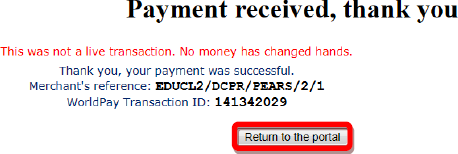 Payment received, thank you
This was not a live transaction. No money has changed hands.
Thank you, your payment was successful.
Merchant's reference: EDUCL2/DCPR/PEARS/2/1
WorldPay Transaction ID: 141342029
Return to the portal